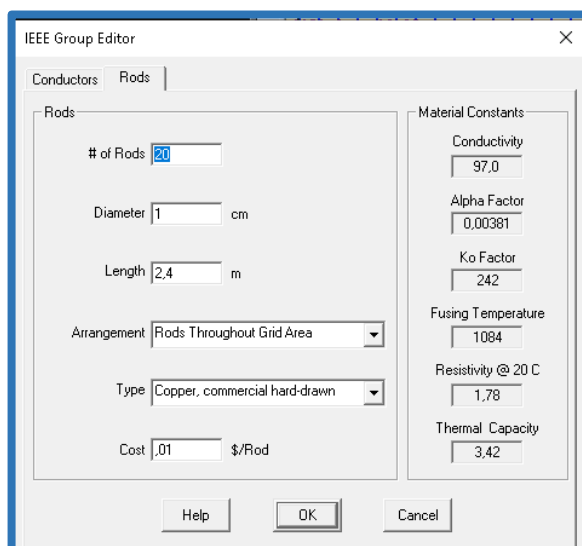 IEEE Group Editor
Conductors Rods
Rods
# of Rods 20
Diameter 1 cm
Length 2,4 m
Arrangement Rods Throughout Grid Area
Type Copper, commercial hard-drawn
Cost ,01 $/Rod
Material Constants
Conductivity
97,0
Alpha Factor
0,00381
Ko Factor
242
Fusing Temperature
1084
Resistivity @ 20 C
1,78
Thermal Capacity
3,42
Help OK Cancel